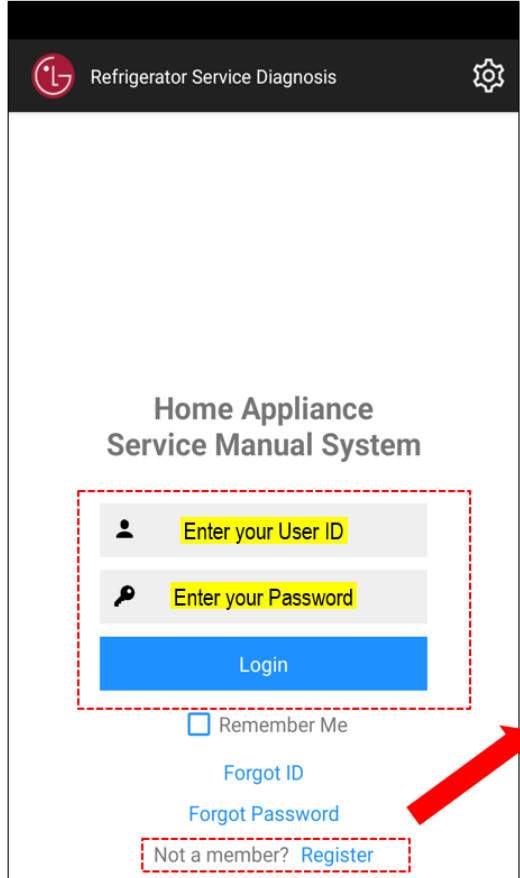 Refrigerator Service Diagnosis
Home Appliance
Service Manual System
Enter your User ID
Enter your Password
Login
Remember Me
Forgot ID
Forgot Password
Not a member? Register